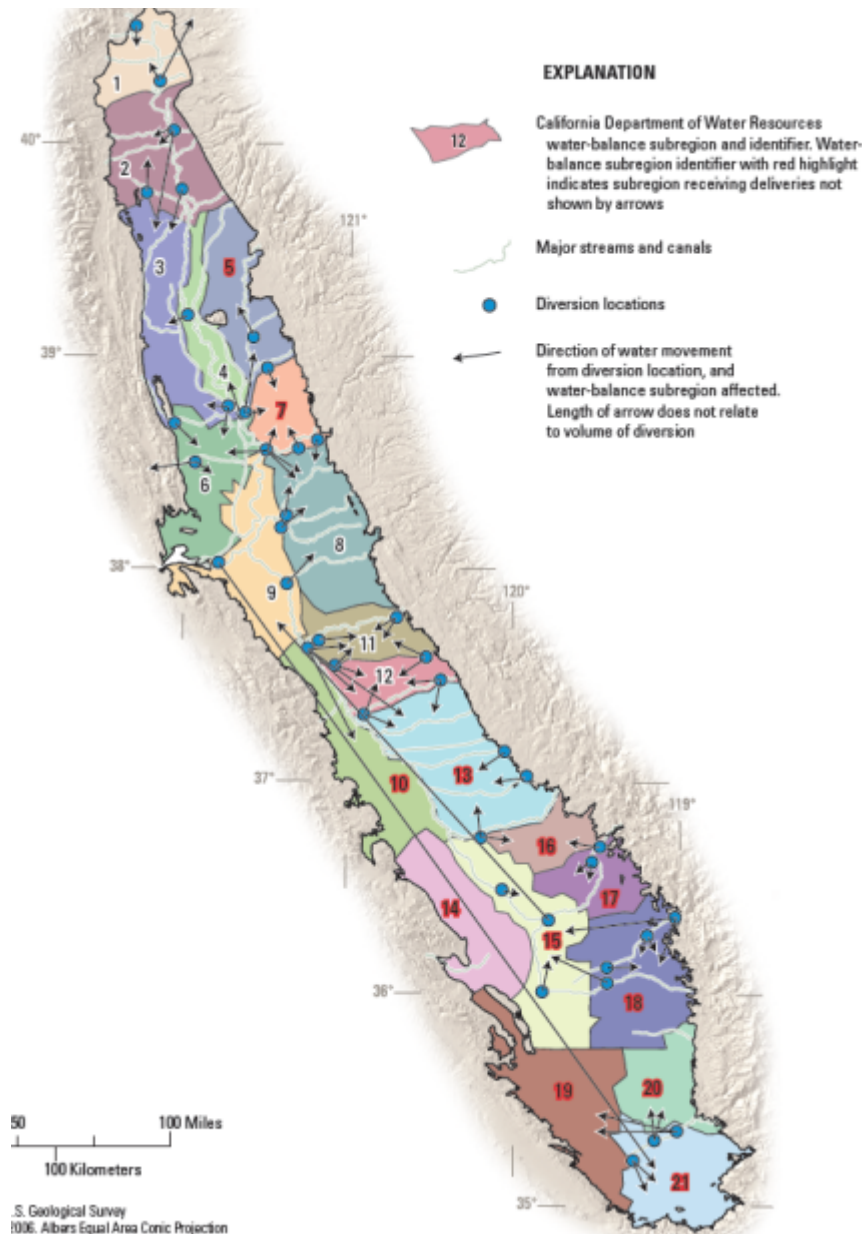 EXPLANATION
12
California Department of Water Resources
water-balance subregion and identifier. Water-
balance subregion identifier with red highlight
indicates subregion receiving deliveries not
shown by arrows
Major streams and canals
Diversion locations
Direction of water movement
from diversion location, and
water-balance subregion affected.
Length of arrow does not relate
to volume of diversion
1
40°
2
121°
3
5
39°
4
7
6
8
38°
9
120°
11
12
37°
10
13
119°
16
14
17
15
36°
18
19
20
35°
21
50
100 Miles
100 Kilometers
.S. Geological Survey
2006. Albers Equal Area Conic Projection